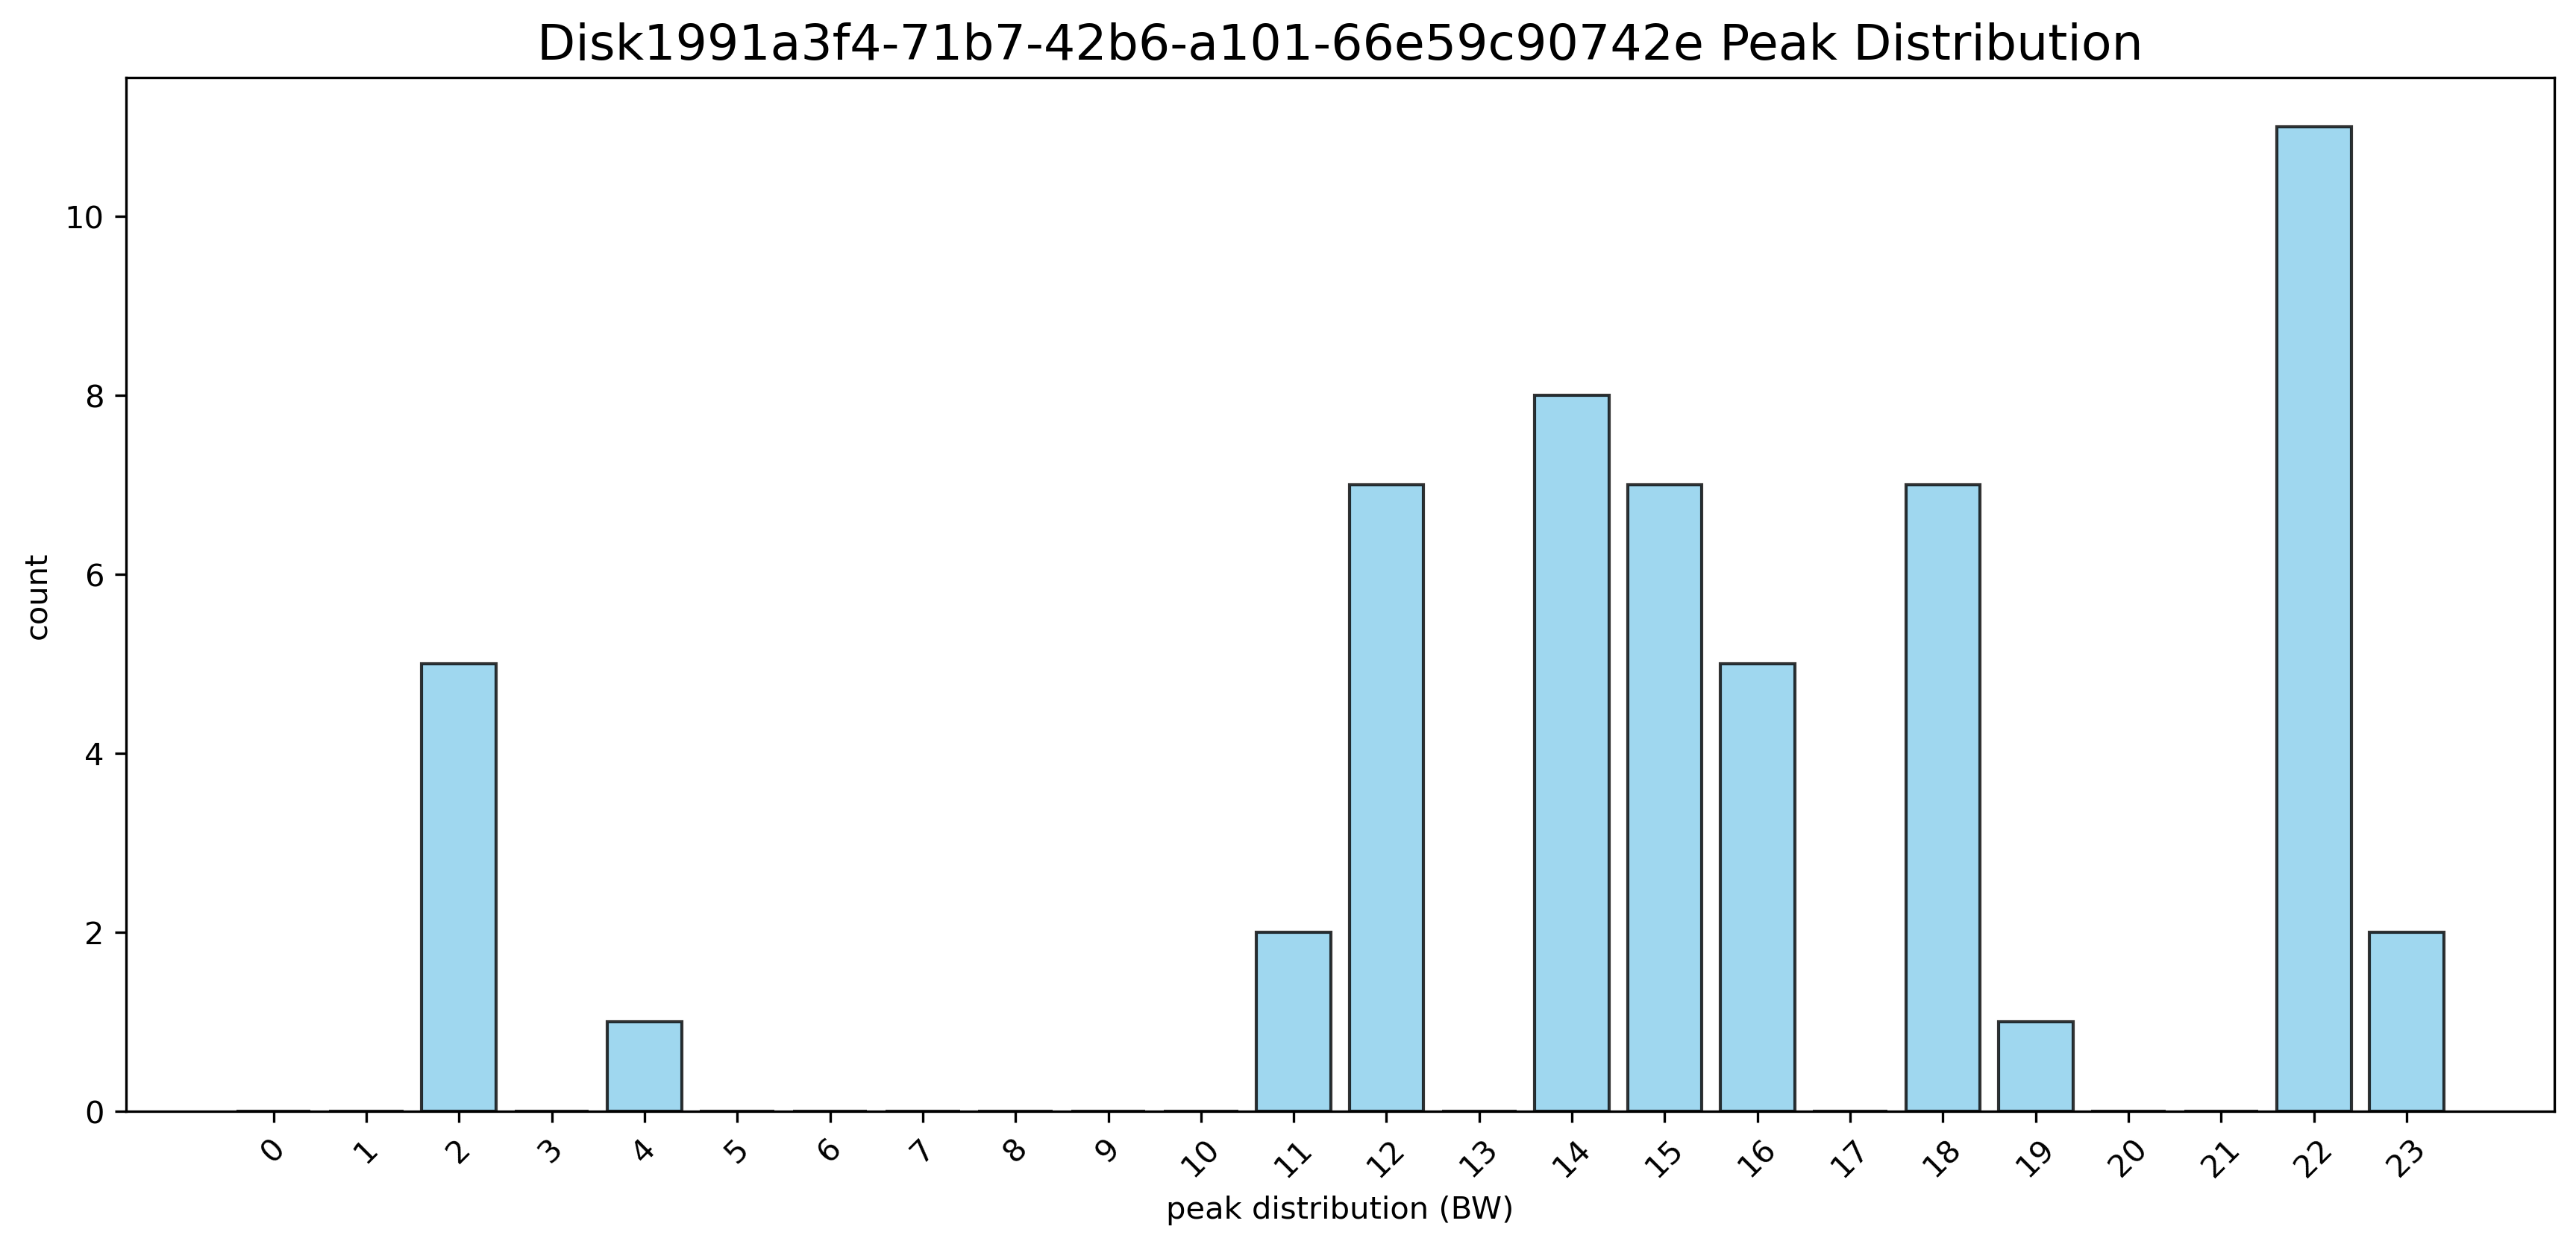 Disk1991a3f4-71b7-42b6-a101-66e59c90742e Peak Distribution
count
10
8
6
4
2
0
0 1 2 3 4 5 6 7 8 9 10 11 12 13 14 15 16 17 18 19 20 21 22 23
peak distribution (BW)